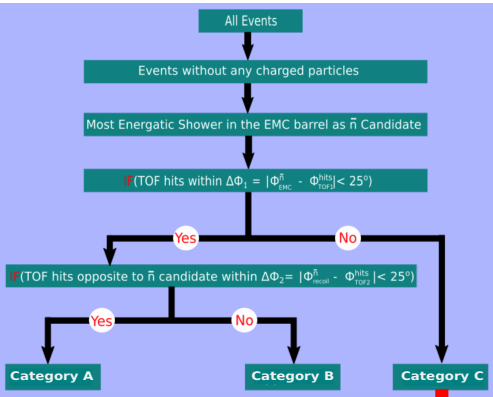 All Events
Events without any charged particles
Most Energatic Shower in the EMC barrel as n̄ Candidate
IF(TOF hits within ΔΦ₁ = |Φ^n̄_EMC - Φ^hits_TOF1|< 25°)
Yes
No
IF(TOF hits opposite to n̄ candidate within ΔΦ₂= |Φ^n̄_recoil - Φ^hits_TOF2|< 25°)
Yes
No
Category A
Category B
Category C